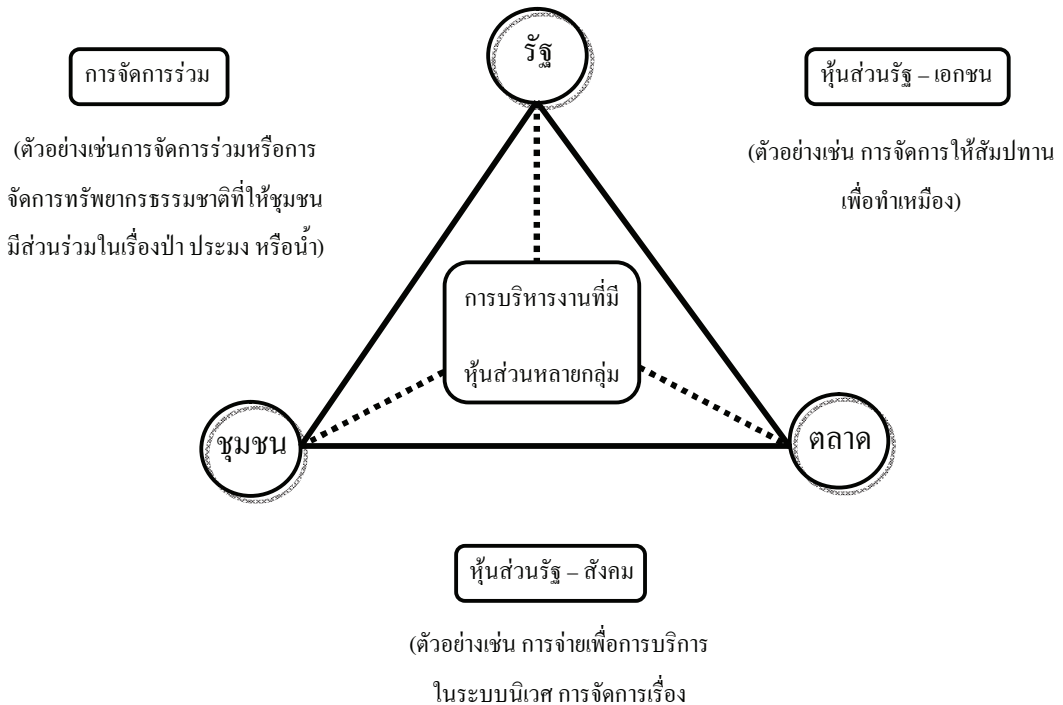 รัฐ
การจัดการร่วม
(ตัวอย่างเช่นการจัดการร่วมหรือการ
จัดการทรัพยากรธรรมชาติที่ให้ชุมชน
มีส่วนร่วมในเรื่องป่า ประมง หรือน้ำ)
หุ้นส่วนรัฐ – เอกชน
(ตัวอย่างเช่น การจัดการให้สัมปทาน
เพื่อทำเหมือง)
การบริหารงานที่มี
หุ้นส่วนหลายกลุ่ม
ชุมชน
ตลาด
หุ้นส่วนรัฐ – สังคม
(ตัวอย่างเช่น การจ่ายเพื่อการบริการ
ในระบบนิเวศ การจัดการเรื่อง